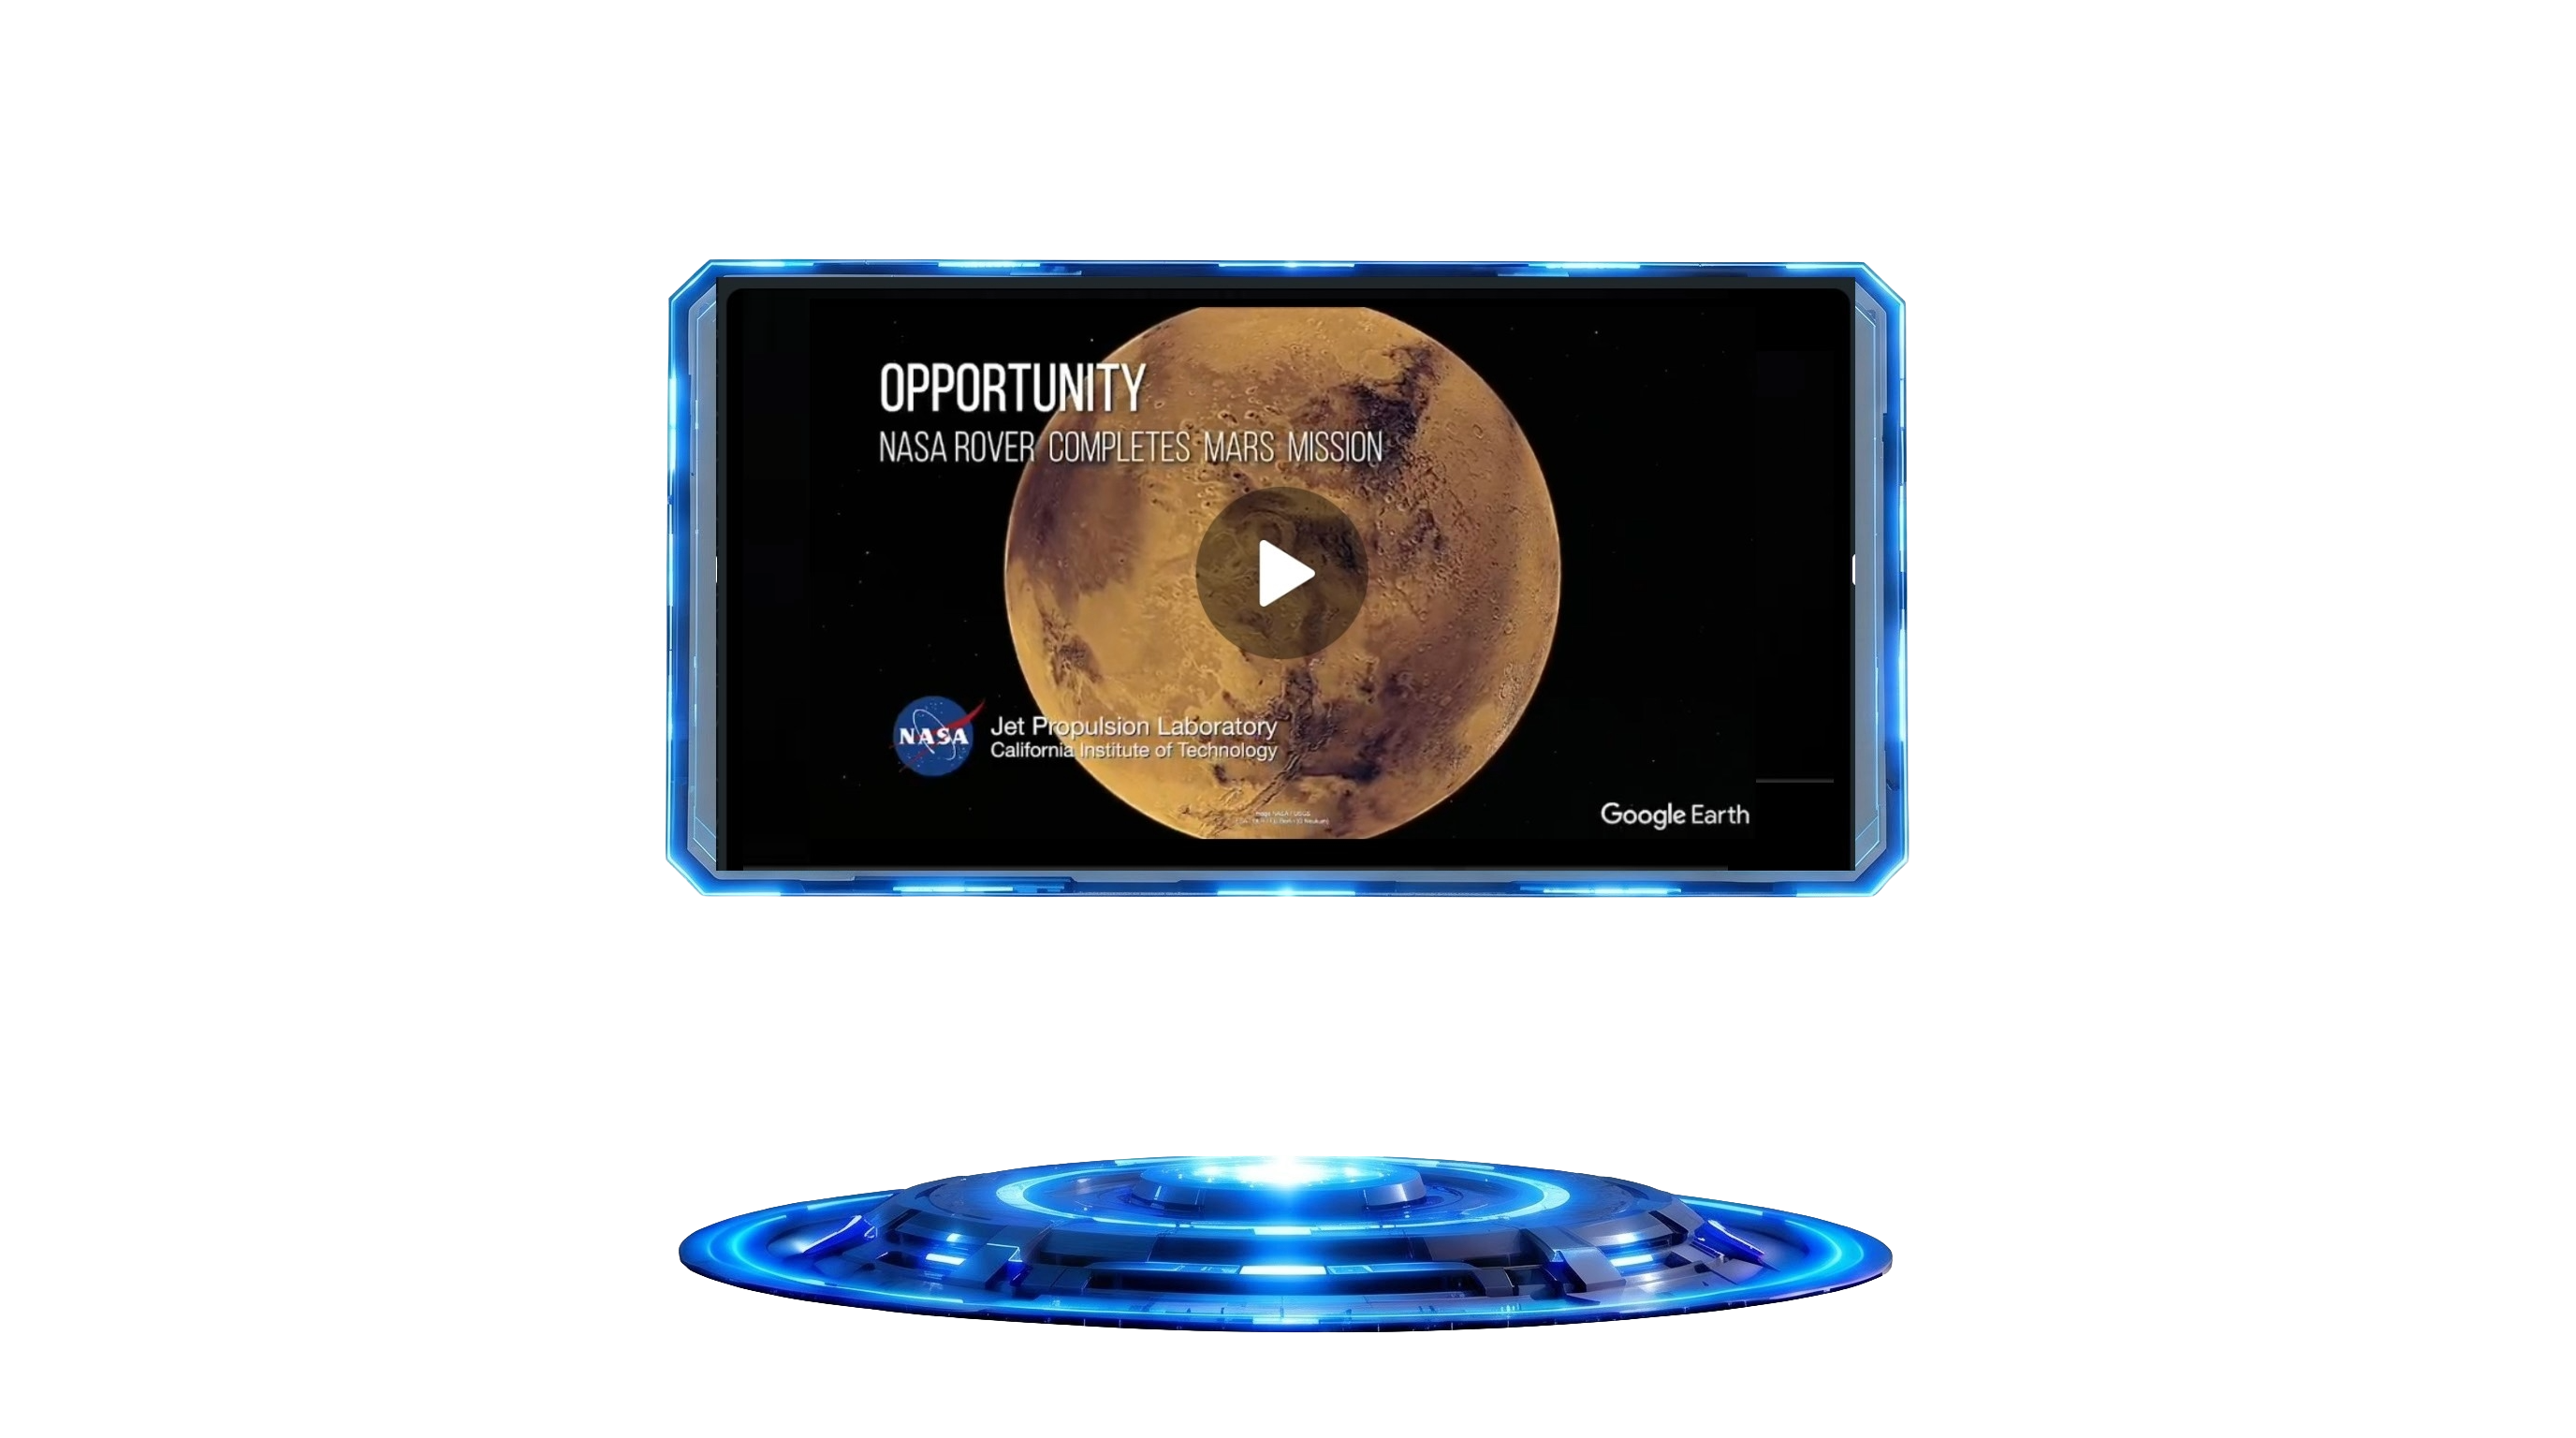 OPPORTUNITY
NASA ROVER COMPLETES MARS MISSION
NASA
Jet Propulsion Laboratory
California Institute of Technology
Google Earth